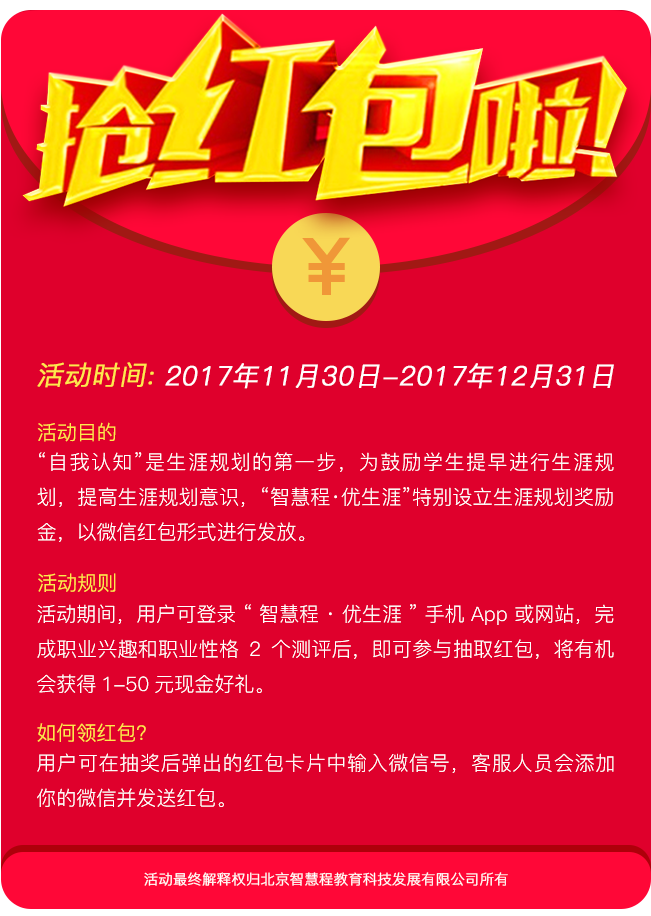 抢红包啦!
¥
活动时间: 2017年11月30日-2017年12月31日
活动目的
“自我认知”是生涯规划的第一步，为鼓励学生提早进行生涯规
划，提高生涯规划意识，“智慧程·优生涯”特别设立生涯规划奖励
金，以微信红包形式进行发放。
活动规则
活动期间，用户可登录“智慧程·优生涯”手机 App 或网站，完
成职业兴趣和职业性格 2 个测评后，即可参与抽取红包，将有机
会获得 1-50 元现金好礼。
如何领红包？
用户可在抽奖后弹出的红包卡片中输入微信号，客服人员会添加
你的微信并发送红包。
活动最终解释权归北京智慧程教育科技发展有限公司所有